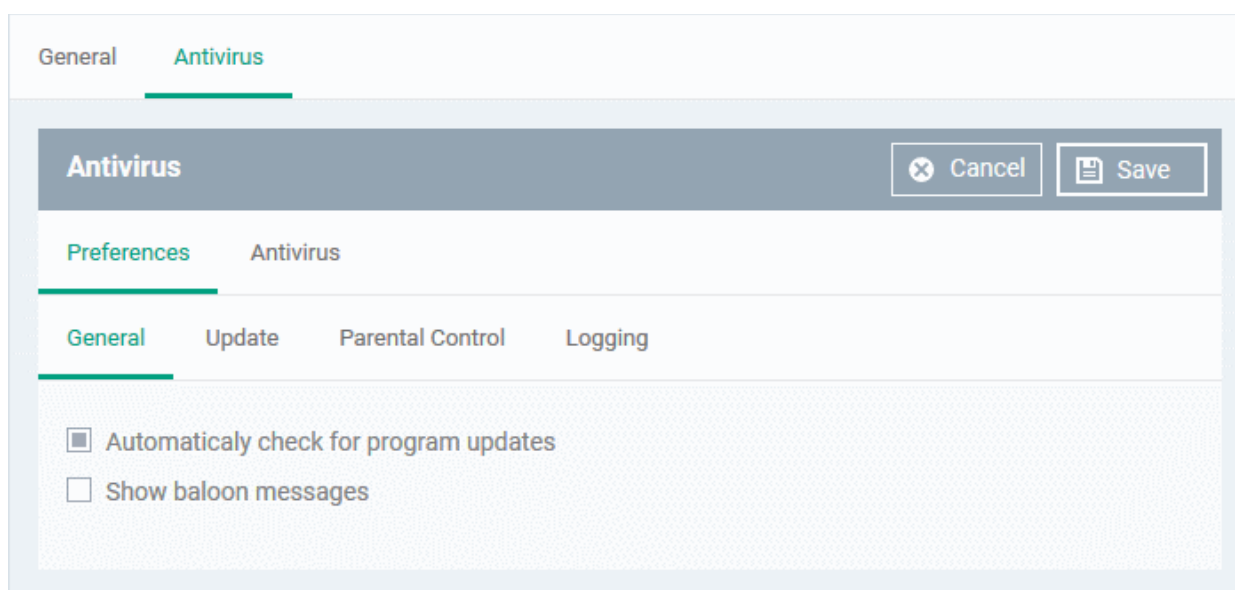 General Antivirus
Antivirus Cancel Save
Preferences Antivirus
General Update Parental Control Logging
Automaticaly check for program updates
Show baloon messages